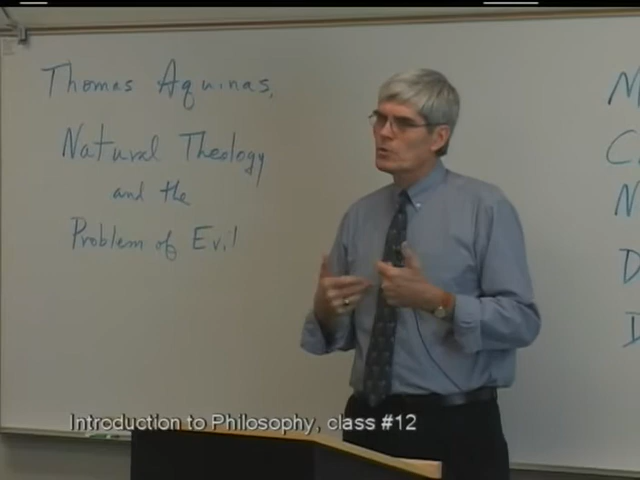 Thomas Aquinas,
Natural Theology
and the
Problem of Evil
M
C
N
D
D
Introduction to Philosophy, class #12